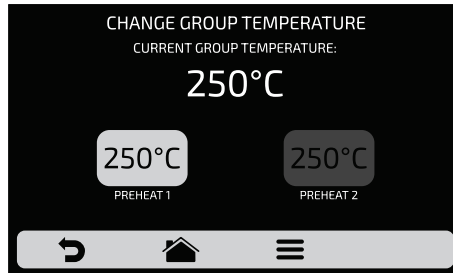 CHANGE GROUP TEMPERATURE
CURRENT GROUP TEMPERATURE:
250°C
250°C 250°C
PREHEAT 1 PREHEAT 2